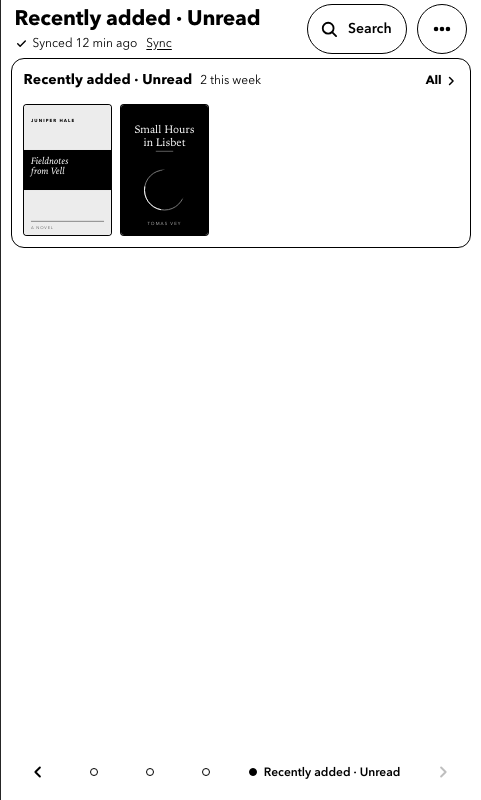 Recently added · Unread
Synced 12 min ago Sync
Search
Recently added · Unread 2 this week
All
JUNIPER HALE
Fieldnotes
from Vell
A NOVEL
Small Hours
in Lisbet
TOMAS VEY
Recently added · Unread